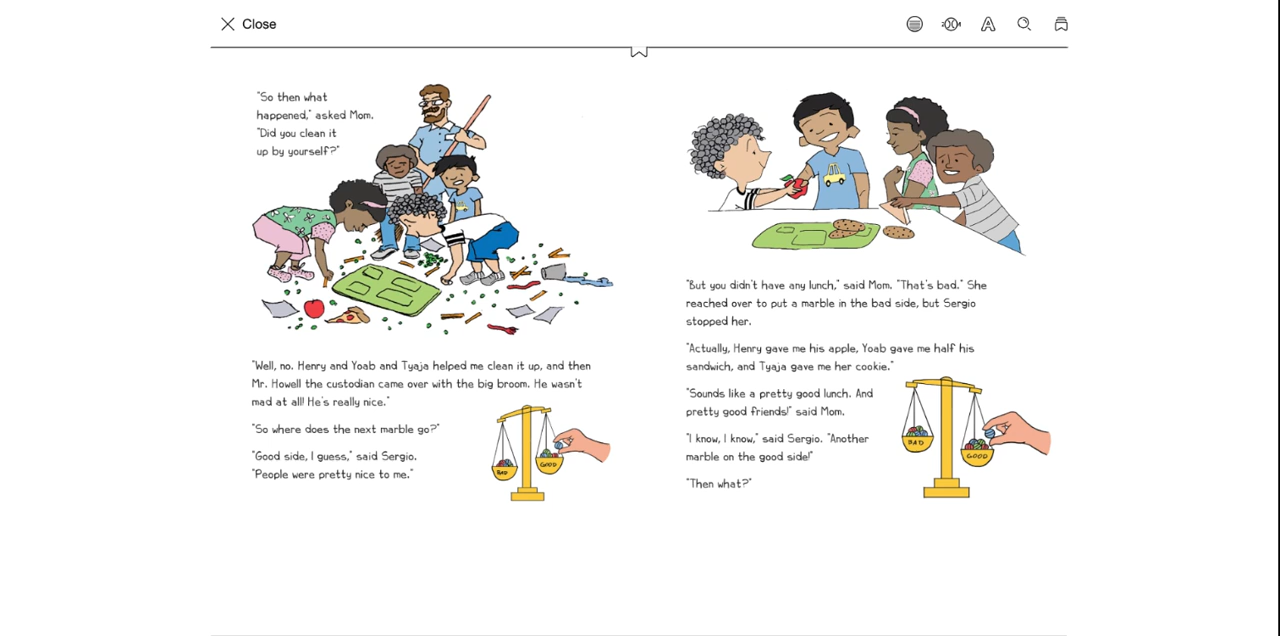 Close
"So then what
happened," asked Mom.
"Did you clean it
up by yourself?"
"Well, no. Henry and Yoab and Tyaja helped me clean it up, and then
Mr. Howell the custodian came over with the big broom. He wasn't
mad at all! He's really nice."
"So where does the next marble go?"
"Good side, I guess," said Sergio.
"People were pretty nice to me."
BAD
GOOD
"But you didn't have any lunch," said Mom. "That's bad." She
reached over to put a marble in the bad side, but Sergio
stopped her.
"Actually, Henry gave me his apple, Yoab gave me half his
sandwich, and Tyaja gave me her cookie."
"Sounds like a pretty good lunch. And
pretty good friends!" said Mom.
"I know, I know," said Sergio. "Another
marble on the good side!"
"Then what?"
BAD
GOOD